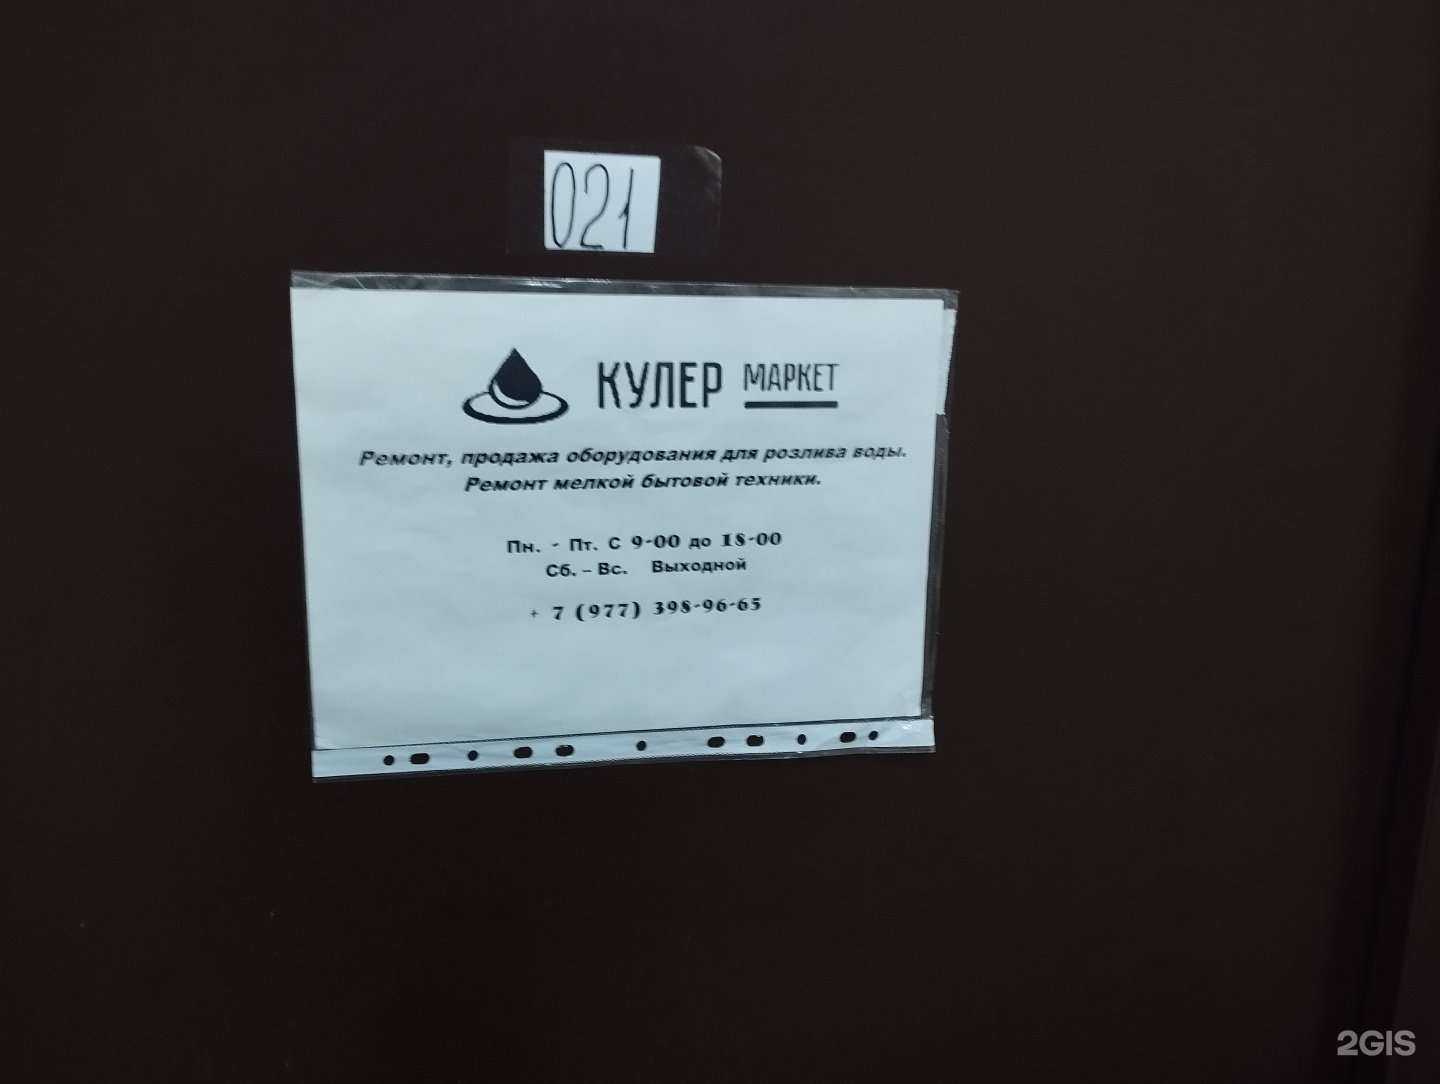 021
КУЛЕР МАРКЕТ
Ремонт, продажа оборудования для розлива воды.
Ремонт мелкой бытовой техники.
Пн. - Пт. С 9-00 до 18-00
Сб. – Вс. Выходной
+ 7 (977) 398-96-65
2GIS